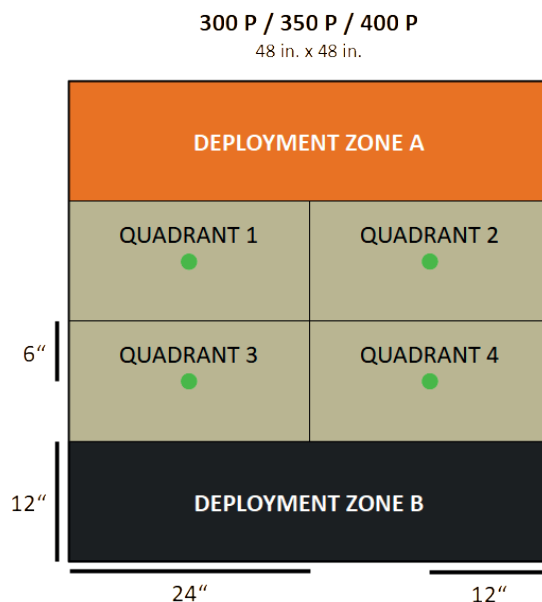 300 P / 350 P / 400 P
48 in. x 48 in.
DEPLOYMENT ZONE A
QUADRANT 1
QUADRANT 2
QUADRANT 3
QUADRANT 4
6“
12“
DEPLOYMENT ZONE B
24“
12“